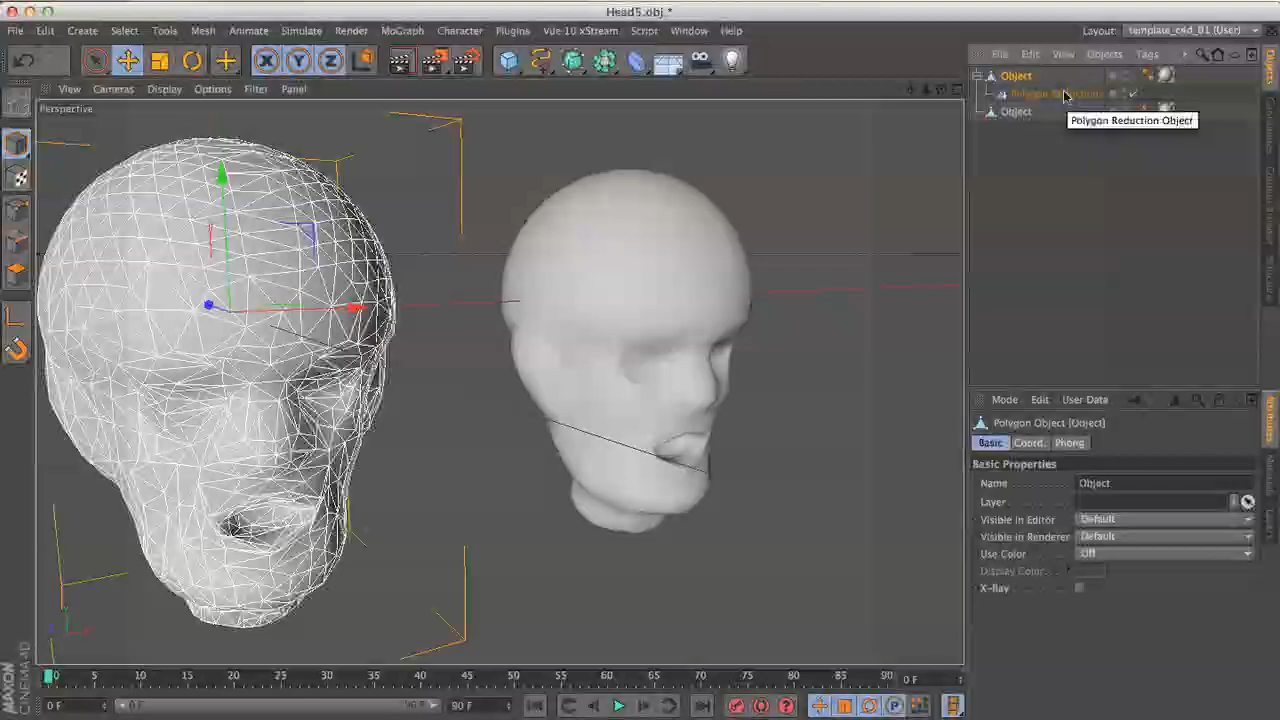 Head5.obj *
File Edit Create Select Tools Mesh Animate Simulate Render MoGraph Character Plugins Vue 10 xStream Script Window Help
Layout: template_c4d_01 (User)
View Cameras Display Options Filter Panel
Perspective
File Edit View Objects Tags
Object
Object
Polygon Reduction Object
Objects
Mode Edit User Data
Polygon Object [Object]
Basic Coord. Phong
Basic Properties
Name Object
Layer
Visible in Editor Default
Visible in Renderer Default
Use Color Off
Display Color
X-Ray
0 5 10 15 20 25 30 35 40 45 50 55 60 65 70 75 80 85 90 0 F
0 F 0 F 90 F
MAXON
CINEMA 4D